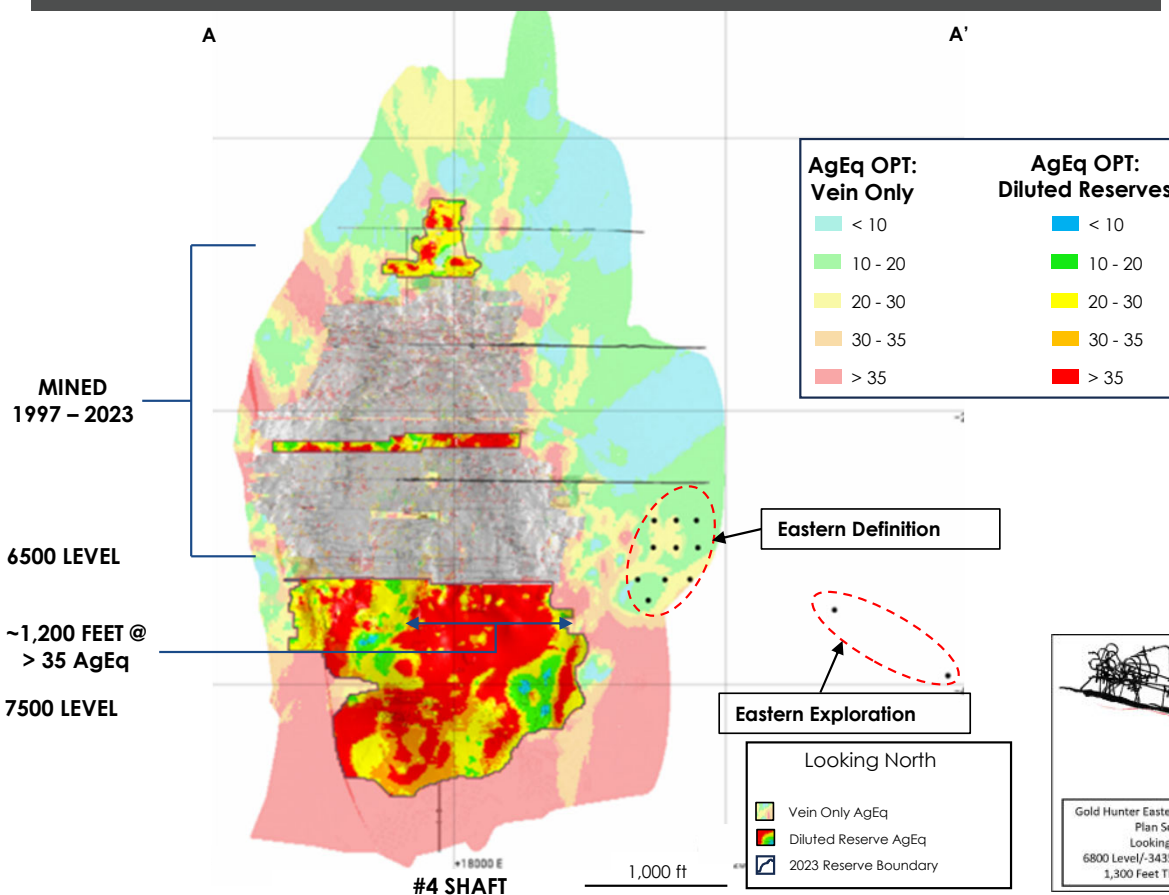 A
A'
AgEq OPT:
Vein Only
AgEq OPT:
Diluted Reserves
< 10
< 10
10 - 20
10 - 20
20 - 30
20 - 30
30 - 35
30 - 35
> 35
> 35
MINED
1997 – 2023
6500 LEVEL
Eastern Definition
~1,200 FEET @
> 35 AgEq
7500 LEVEL
Eastern Exploration
Looking North
Vein Only AgEq
Diluted Reserve AgEq
2023 Reserve Boundary
+18000 E
#4 SHAFT
1,000 ft
Gold Hunter Easte
Plan Se
Looking
6800 Level/-343
1,300 Feet T